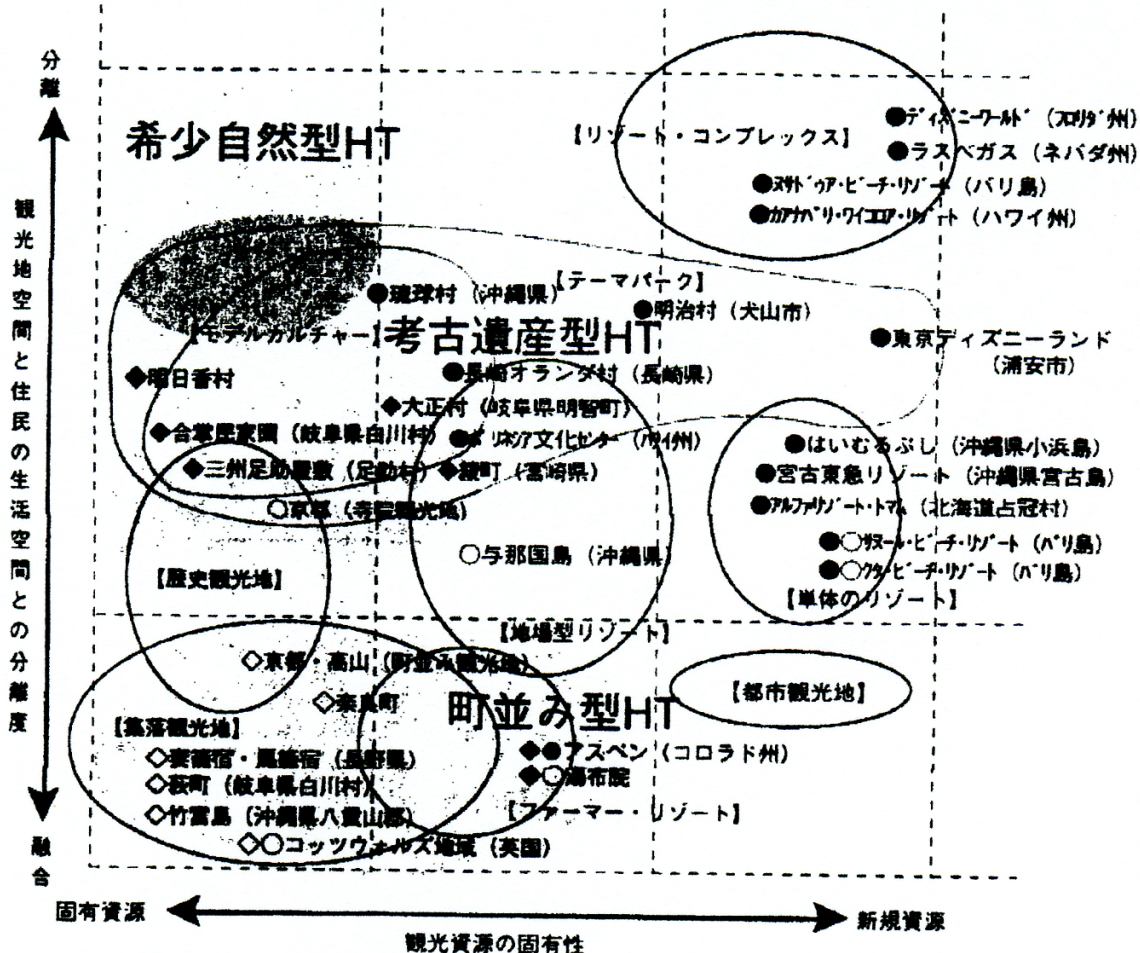 分離
希少自然型HT
【リゾート・コンプレックス】
●ディズニーワールド（フロリダ州）
●ラスベガス（ネバダ州）
●ヌサドゥア・ビーチ・リゾート（バリ島）
●カアナパリ・ワイコロア・リゾート（ハワイ州）
観光地空間と住民の生活空間との分離度
【テーマパーク】
●琉球村（沖縄県）
●明治村（犬山市）
【モデルカルチャー】
考古遺産型HT
●東京ディズニーランド
（浦安市）
◆明日香村
●長崎オランダ村（長崎県）
◆大正村（岐阜県明智町）
◆合掌民家園（岐阜県白川村）
●ポリネシア文化センター（ハワイ州）
●はいむるぶし（沖縄県小浜島）
◆三州足助屋敷（足助村）
◆綾町（宮崎県）
●宮古東急リゾート（沖縄県宮古島）
○京都（寺院観光地）
●アルファリゾート・トマム（北海道占冠村）
○与那国島（沖縄県）
●○サヌール・ビーチ・リゾート（バリ島）
●○クタ・ビーチ・リゾート（バリ島）
【歴史観光地】
【単体のリゾート】
【地場型リゾート】
◇京都・高山（町並み観光地）
【都市観光地】
◇奈良町
町並み型HT
【集落観光地】
◆●アスペン（コロラド州）
◇妻籠宿・馬籠宿（長野県）
◆○湯布院
◇荻町（岐阜県白川村）
【ファーマー・リゾート】
◇竹富島（沖縄県八重山郡）
◇○コッツウォルズ地域（英国）
融合
固有資源
新規資源
観光資源の固有性